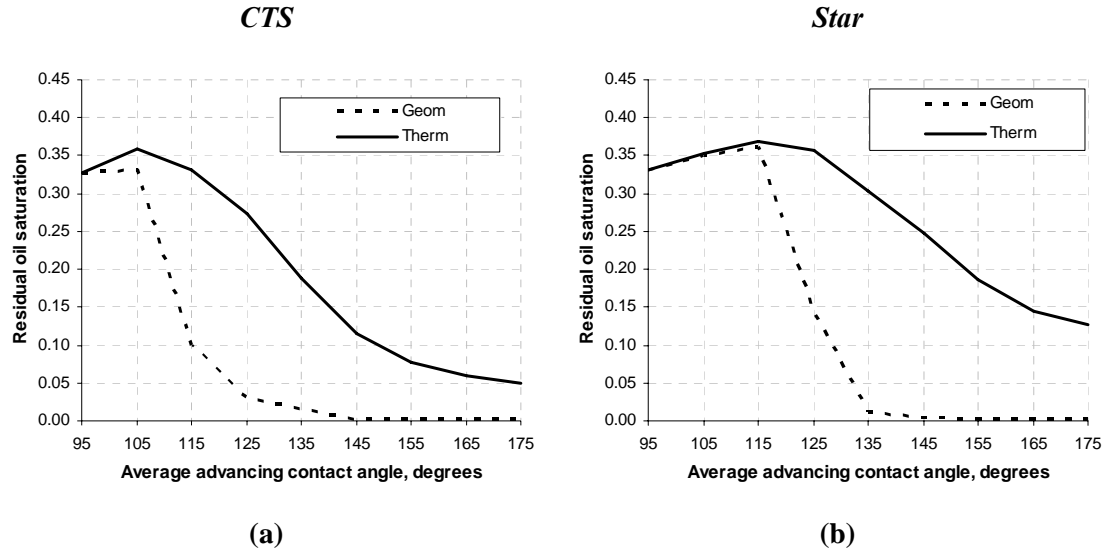 CTS
Star
0.45
0.40
0.35
0.30
0.25
0.20
0.15
0.10
0.05
0.00
Residual oil saturation
Geom
Therm
95 105 115 125 135 145 155 165 175
Average advancing contact angle, degrees
(a)
0.45
0.40
0.35
0.30
0.25
0.20
0.15
0.10
0.05
0.00
Residual oil saturation
Geom
Therm
95 105 115 125 135 145 155 165 175
Average advancing contact angle, degrees
(b)